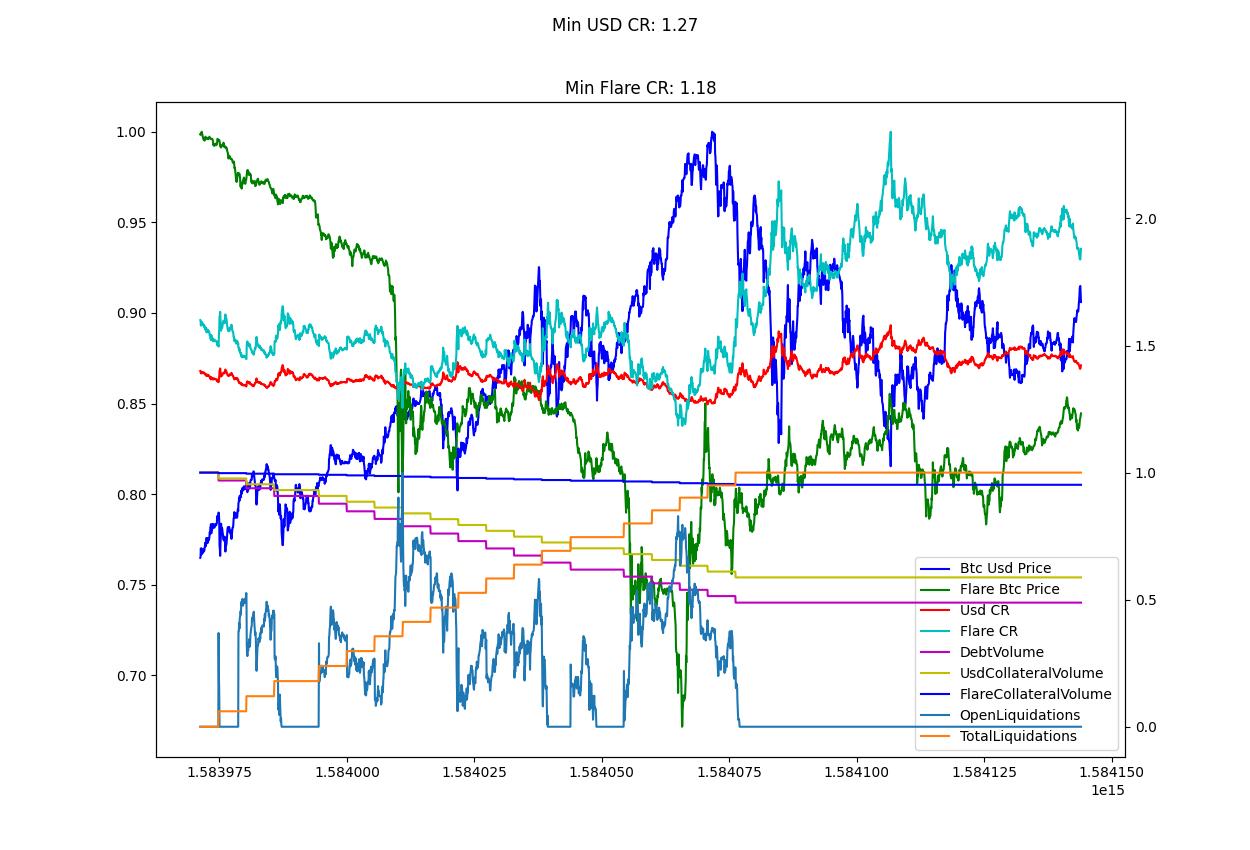 Min USD CR: 1.27
Min Flare CR: 1.18
1.00
0.95
0.90
0.85
0.80
0.75
0.70
2.0
1.5
1.0
0.5
0.0
Btc Usd Price
Flare Btc Price
Usd CR
Flare CR
DebtVolume
UsdCollateralVolume
FlareCollateralVolume
OpenLiquidations
TotalLiquidations
1.583975 1.584000 1.584025 1.584050 1.584075 1.584100 1.584125 1.584150
1e15